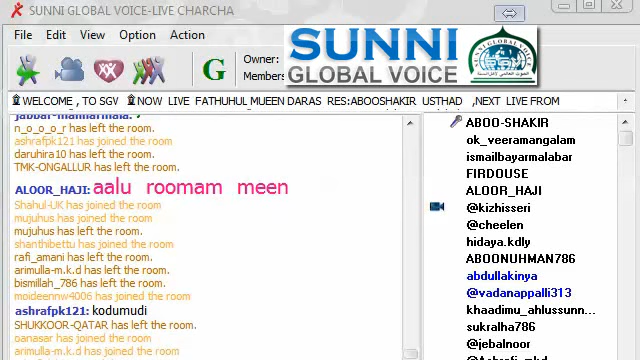 SUNNI GLOBAL VOICE-LIVE CHARCHA
File Edit View Option Action
SUNNI
GLOBAL VOICE
G
Owner:
Members
WELCOME , TO SGV NOW LIVE FATHUHUL MUEEN DARAS RES:ABOOSHAKIR USTHAD ,NEXT LIVE FROM
jabbar-mannarmala: 7
n_o_o_r has left the room.
ashrafpk121 has joined the room
daruhira10 has left the room.
TMK-ONGALLUR has left the room.
ALOOR_HAJI: aalu roomam meen
Shahul-UK has joined the room
mujuhus has joined the room
mujuhus has left the room.
shanthibettu has joined the room
rafi_amani has left the room.
arimulla-m.k.d has left the room.
bismillah_786 has left the room.
moideennw4006 has joined the room
ashrafpk121: kodumudi
SHUKKOOR-QATAR has left the room.
oanasar has joined the room
arimulla-m.k.d has joined the room
ABOO-SHAKIR
ok_veeramangalam
ismailbayarmalabar
FIRDOUSE
ALOOR_HAJI
@kizhisseri
@cheelen
hidaya.kdly
ABOONUHMAN786
abdullakinya
@vadanappalli313
khaadimu_ahlussunn...
sukralha786
@jebalnoor
@Ashrafi_mkd